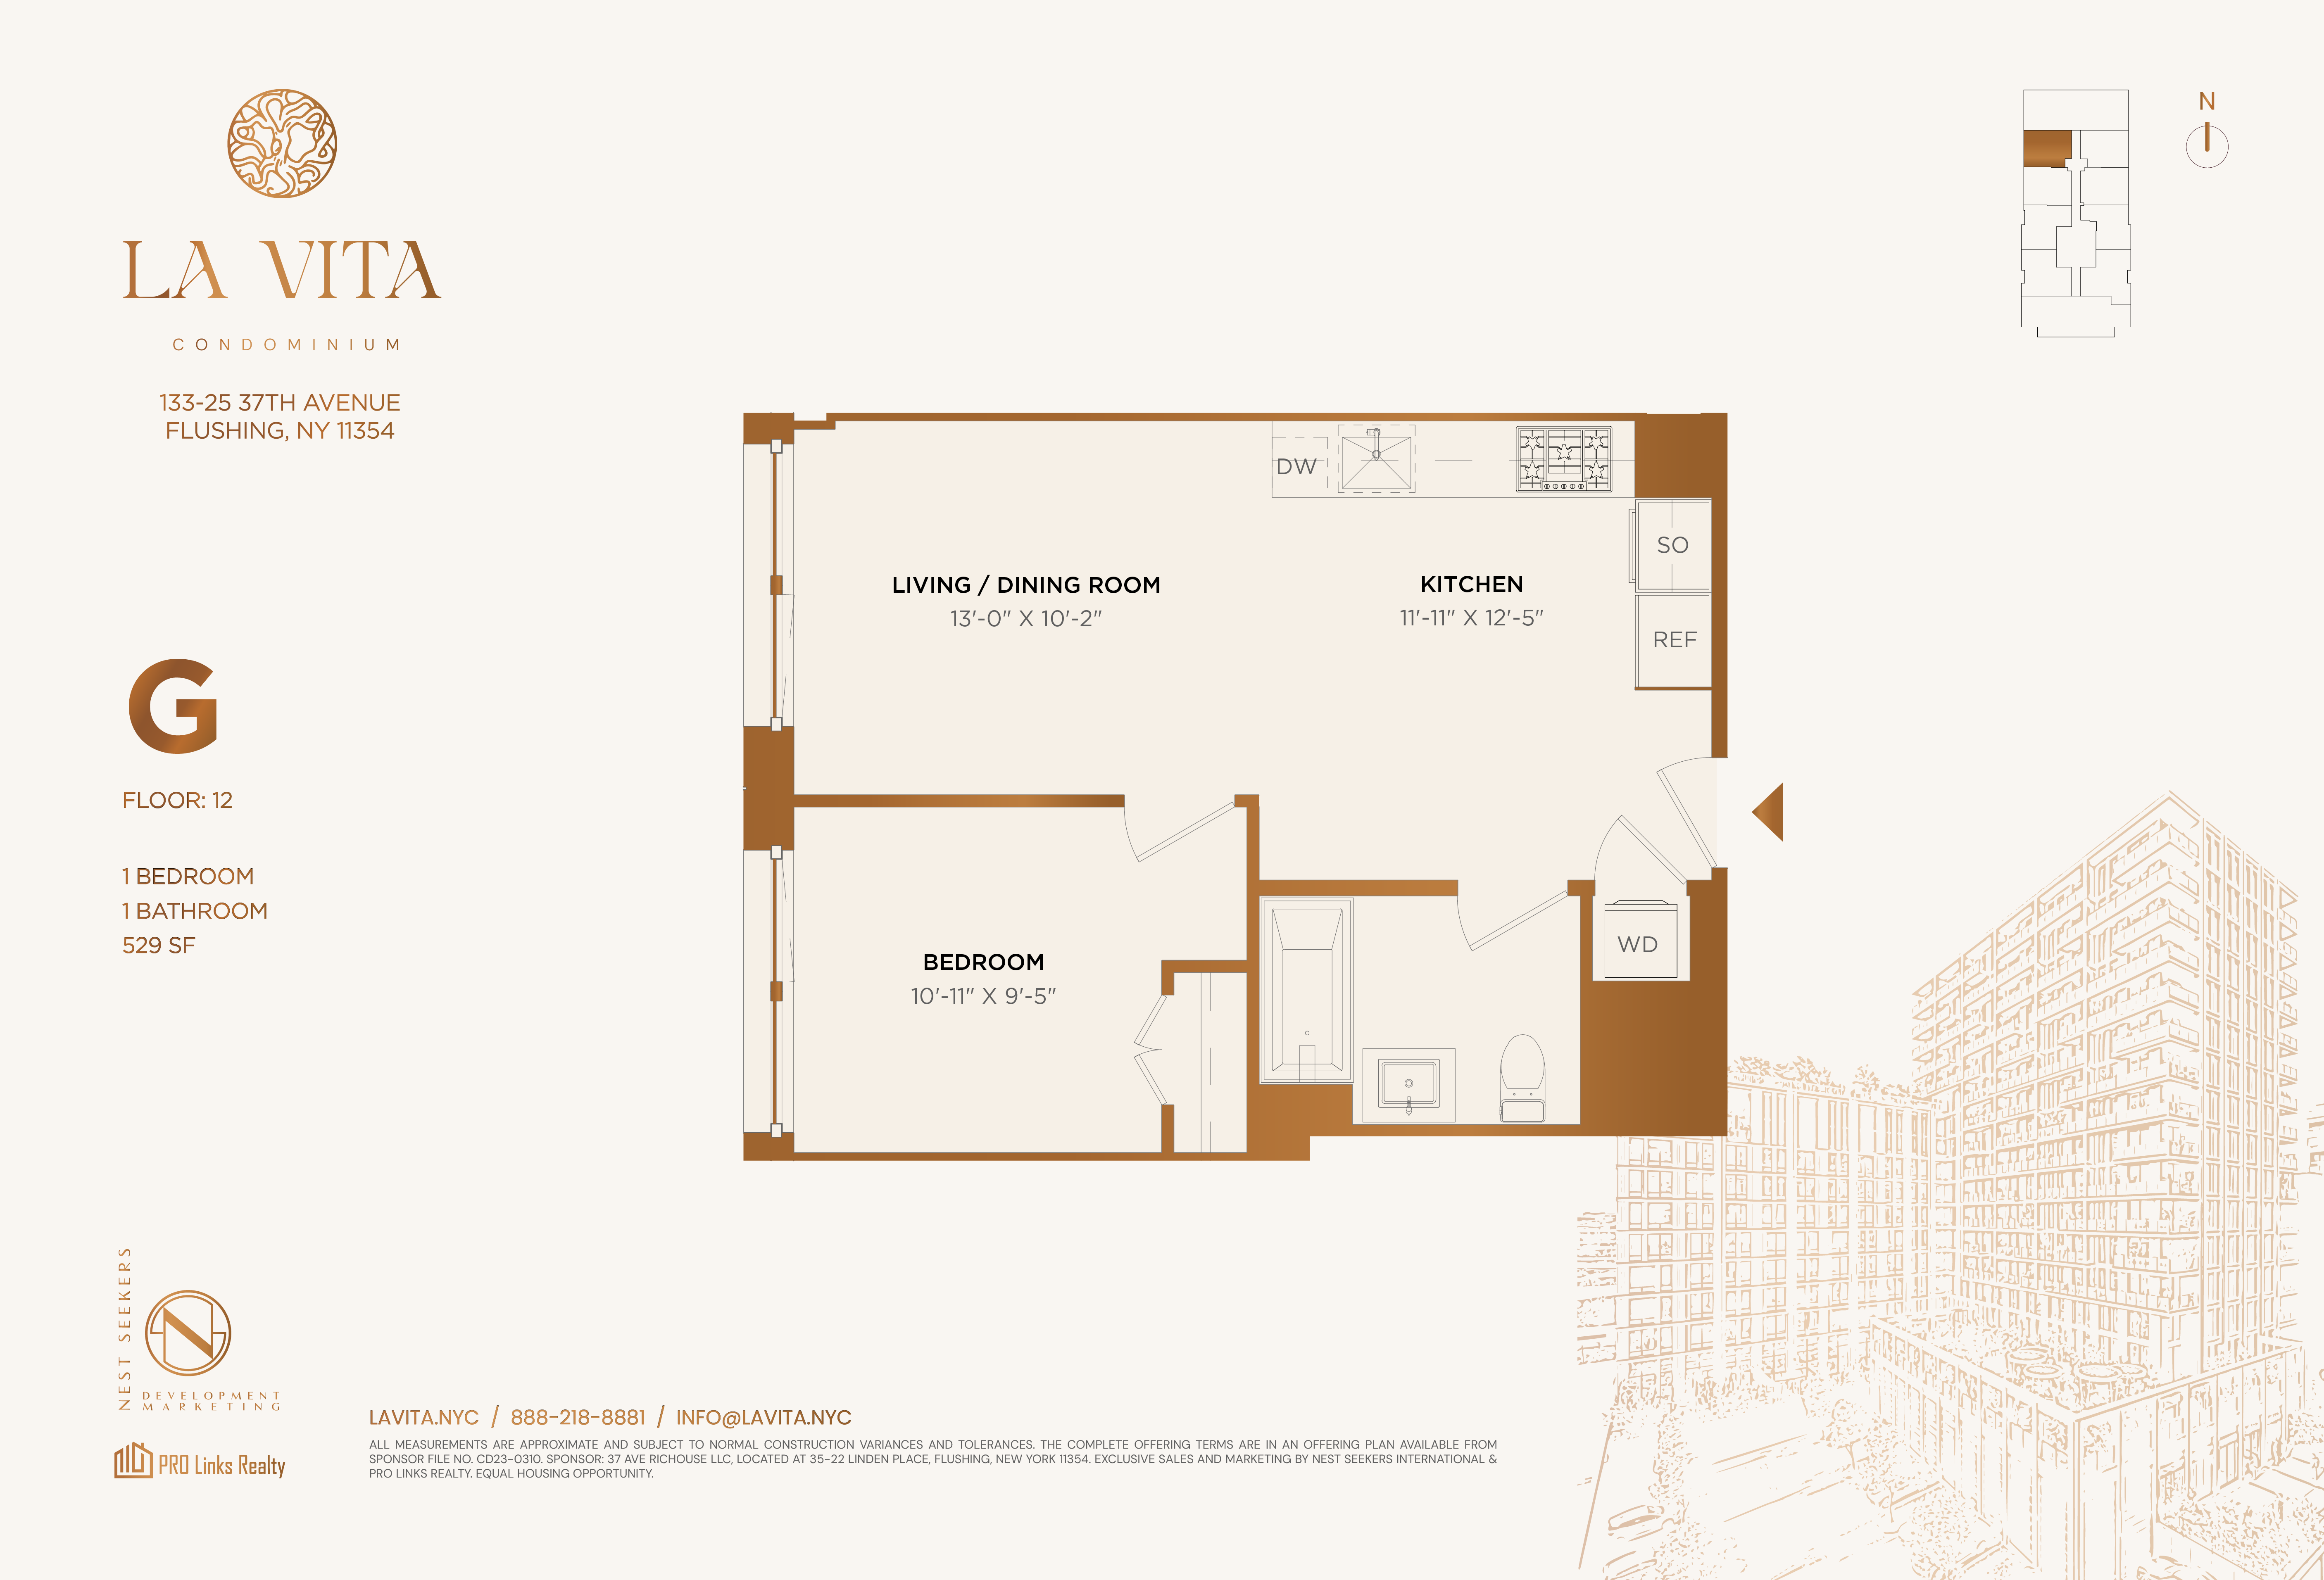 LA VITA
CONDOMINIUM
133-25 37TH AVENUE
FLUSHING, NY 11354
N
G
FLOOR: 12
1 BEDROOM
1 BATHROOM
529 SF
DW
SO
REF
LIVING / DINING ROOM
13'-0" X 10'-2"
KITCHEN
11'-11" X 12'-5"
BEDROOM
10'-11" X 9'-5"
WD
NEST SEEKERS
N
DEVELOPMENT
MARKETING
PRO Links Realty
LAVITA.NYC / 888-218-8881 / INFO@LAVITA.NYC
ALL MEASUREMENTS ARE APPROXIMATE AND SUBJECT TO NORMAL CONSTRUCTION VARIANCES AND TOLERANCES. THE COMPLETE OFFERING TERMS ARE IN AN OFFERING PLAN AVAILABLE FROM
SPONSOR FILE NO. CD23-0310. SPONSOR: 37 AVE RICHOUSE LLC, LOCATED AT 35-22 LINDEN PLACE, FLUSHING, NEW YORK 11354. EXCLUSIVE SALES AND MARKETING BY NEST SEEKERS INTERNATIONAL &
PRO LINKS REALTY. EQUAL HOUSING OPPORTUNITY.